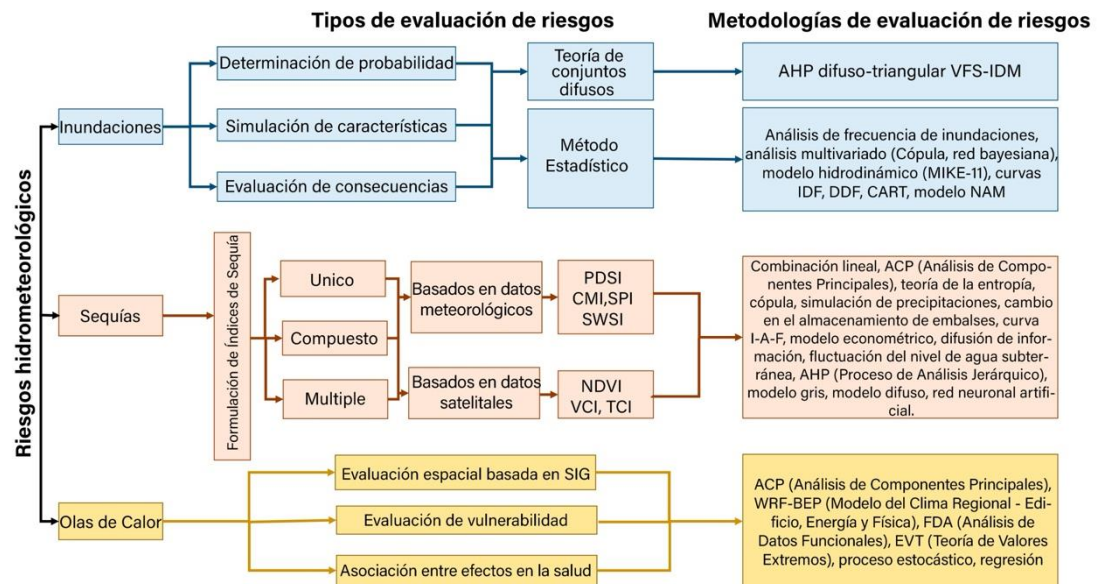 Tipos de evaluación de riesgos
Metodologías de evaluación de riesgos
Riesgos hidrometeorológicos
Inundaciones
Determinación de probabilidad
Simulación de características
Evaluación de consecuencias
Teoría de
conjuntos
difusos
Método
Estadístico
AHP difuso-triangular VFS-IDM
Análisis de frecuencia de inundaciones,
análisis multivariado (Cópula, red bayesiana),
modelo hidrodinámico (MIKE-11), curvas
IDF, DDF, CART, modelo NAM
Sequías
Formulación de Índices de Sequía
Unico
Compuesto
Multiple
Basados en datos
meteorológicos
Basados en datos
satelitales
PDSI
CMI,SPI
SWSI
NDVI
VCI, TCI
Combinación lineal, ACP (Análisis de Compo-
nentes Principales), teoría de la entropía,
cópula, simulación de precipitaciones, cambio
en el almacenamiento de embalses, curva
I-A-F, modelo econométrico, difusión de infor-
mación, fluctuación del nivel de agua subter-
ránea, AHP (Proceso de Análisis Jerárquico),
modelo gris, modelo difuso, red neuronal artifi-
cial.
Olas de Calor
Evaluación espacial basada en SIG
Evaluación de vulnerabilidad
Asociación entre efectos en la salud
ACP (Análisis de Componentes Principales),
WRF-BEP (Modelo del Clima Regional - Edi-
ficio, Energía y Física), FDA (Análisis de
Datos Funcionales), EVT (Teoría de Valores
Extremos), proceso estocástico, regresión